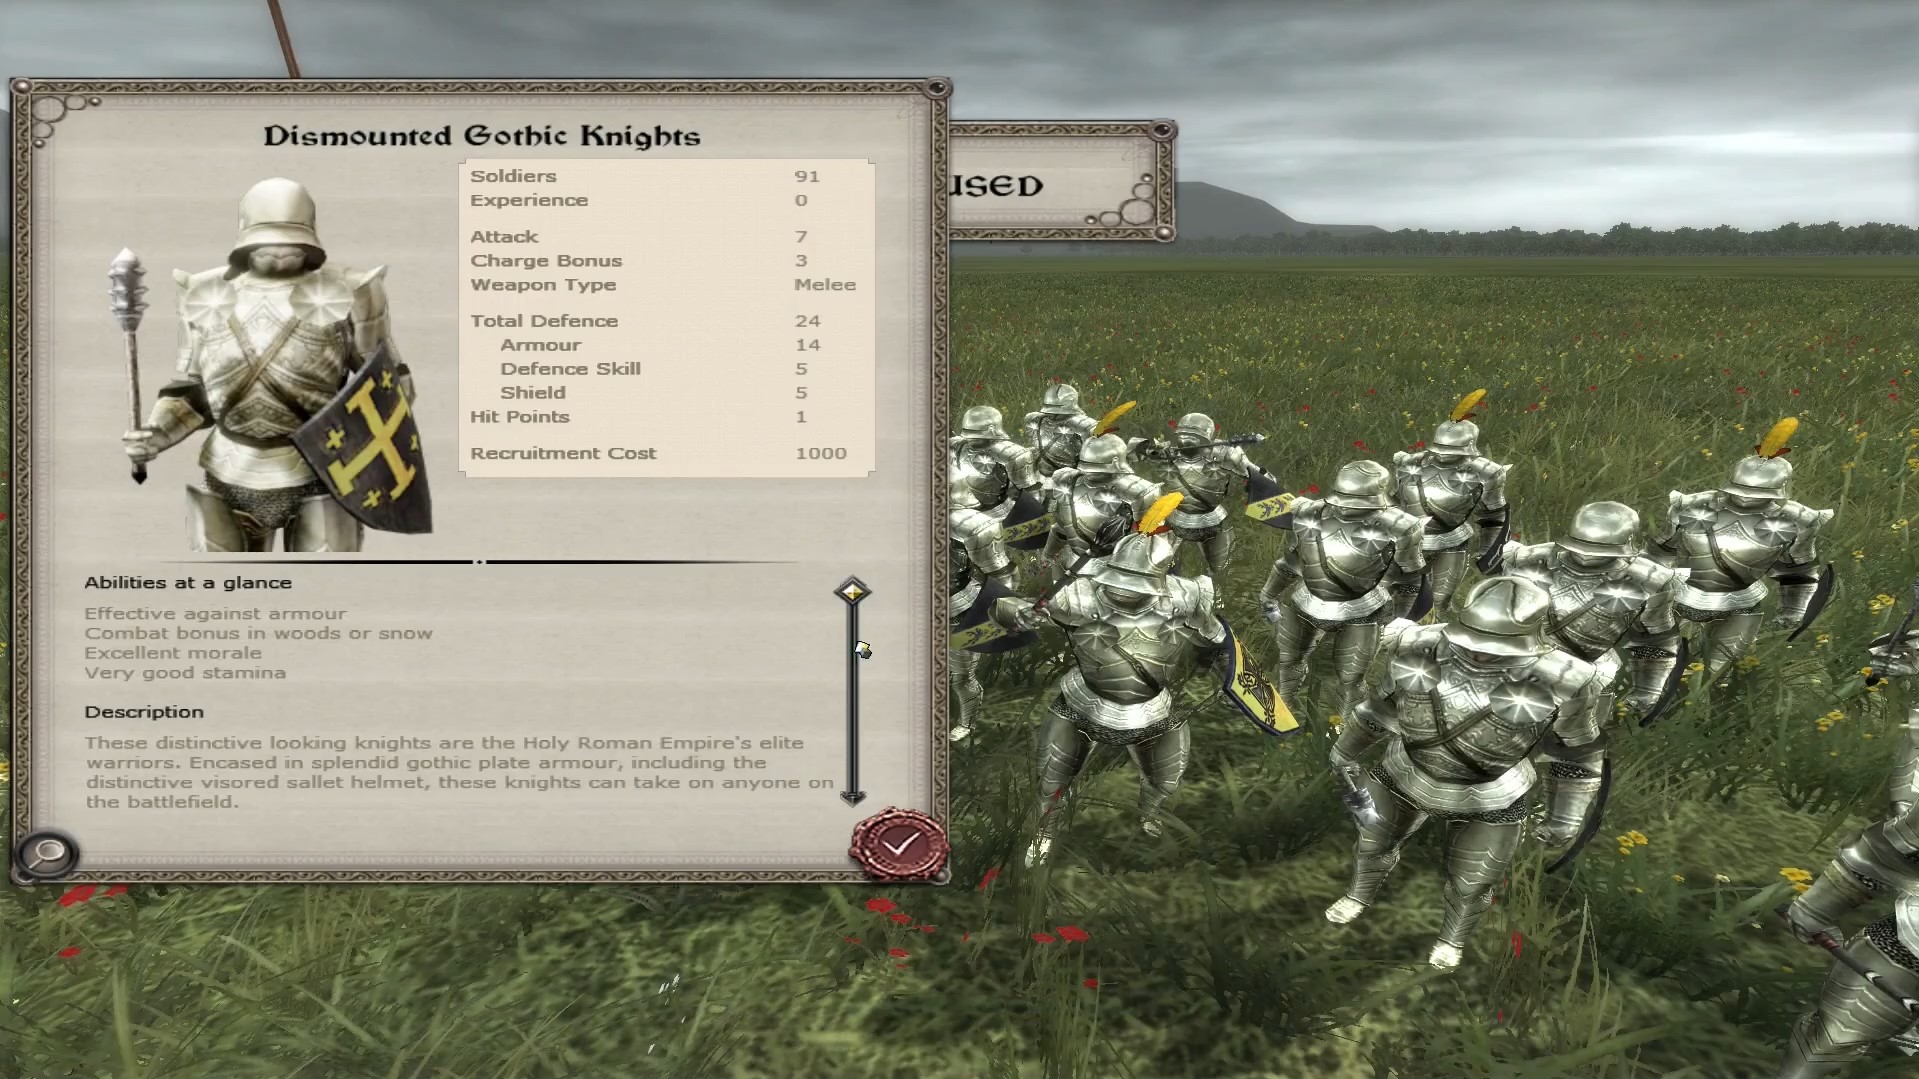 Dismounted Gothic Knights
Soldiers 91
Experience 0
Attack 7
Charge Bonus 3
Weapon Type Melee
Total Defence 24
Armour 14
Defence Skill 5
Shield 5
Hit Points 1
Recruitment Cost 1000
USED
Abilities at a glance
Effective against armour
Combat bonus in woods or snow
Excellent morale
Very good stamina
Description
These distinctive looking knights are the Holy Roman Empire's elite
warriors. Encased in splendid gothic plate armour, including the
distinctive visored sallet helmet, these knights can take on anyone on
the battlefield.